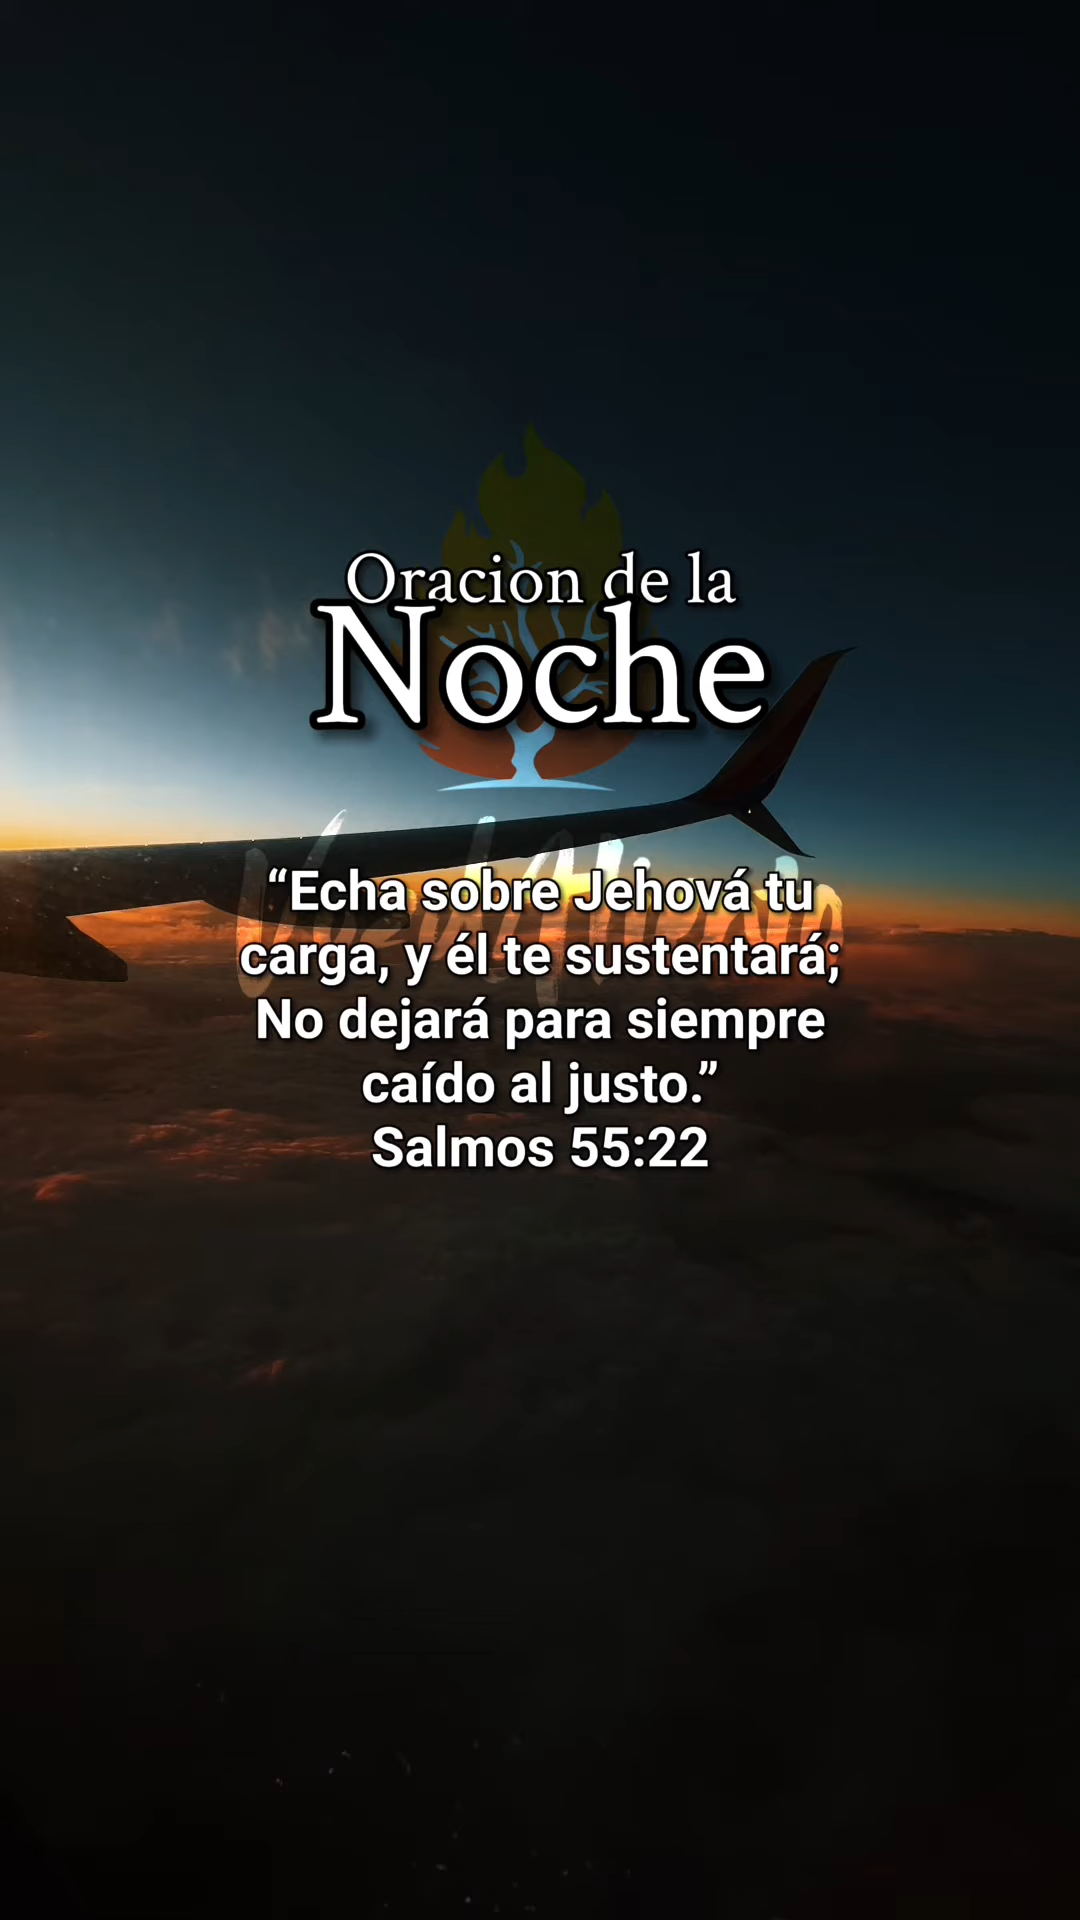 Oracion de la
Noche
“Echa sobre Jehová tu
carga, y él te sustentará;
No dejará para siempre
caído al justo.”
Salmos 55:22